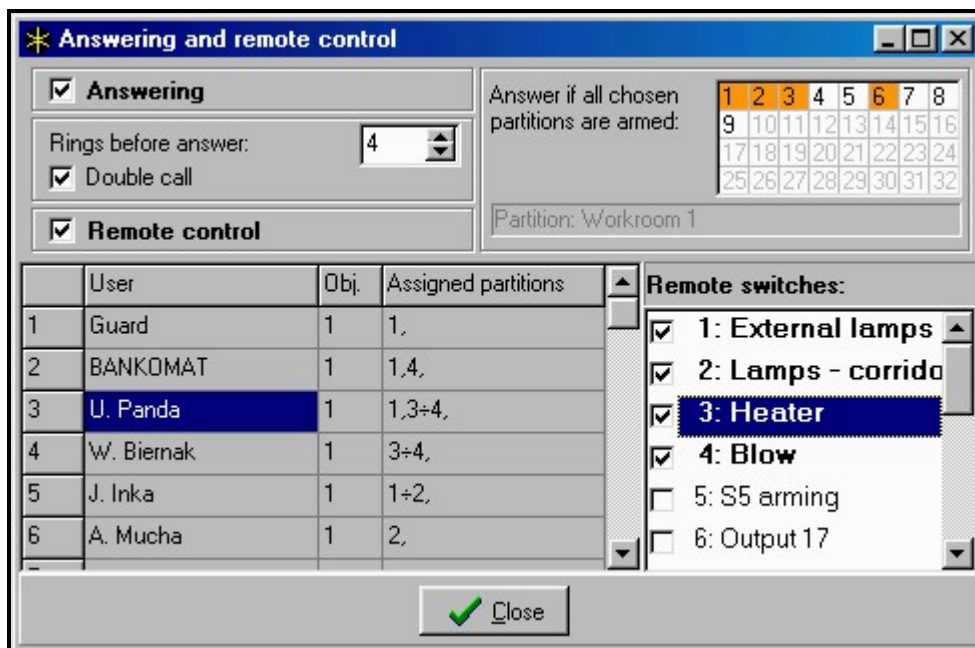 Answering and remote control
Answering
Rings before answer:
4
Double call
Remote control
Answer if all chosen
partitions are armed:
1 2 3 4 5 6 7 8
9 10 11 12 13 14 15 16
17 18 19 20 21 22 23 24
25 26 27 28 29 30 31 32
Partition: Workroom 1
User Obj. Assigned partitions
1 Guard 1 1,
2 BANKOMAT 1 1,4,
3 U. Panda 1 1,3÷4,
4 W. Biernak 1 3÷4,
5 J. Inka 1 1÷2,
6 A. Mucha 1 2,
Remote switches:
1: External lamps
2: Lamps - corrido
3: Heater
4: Blow
5: S5 arming
6: Output 17
Close